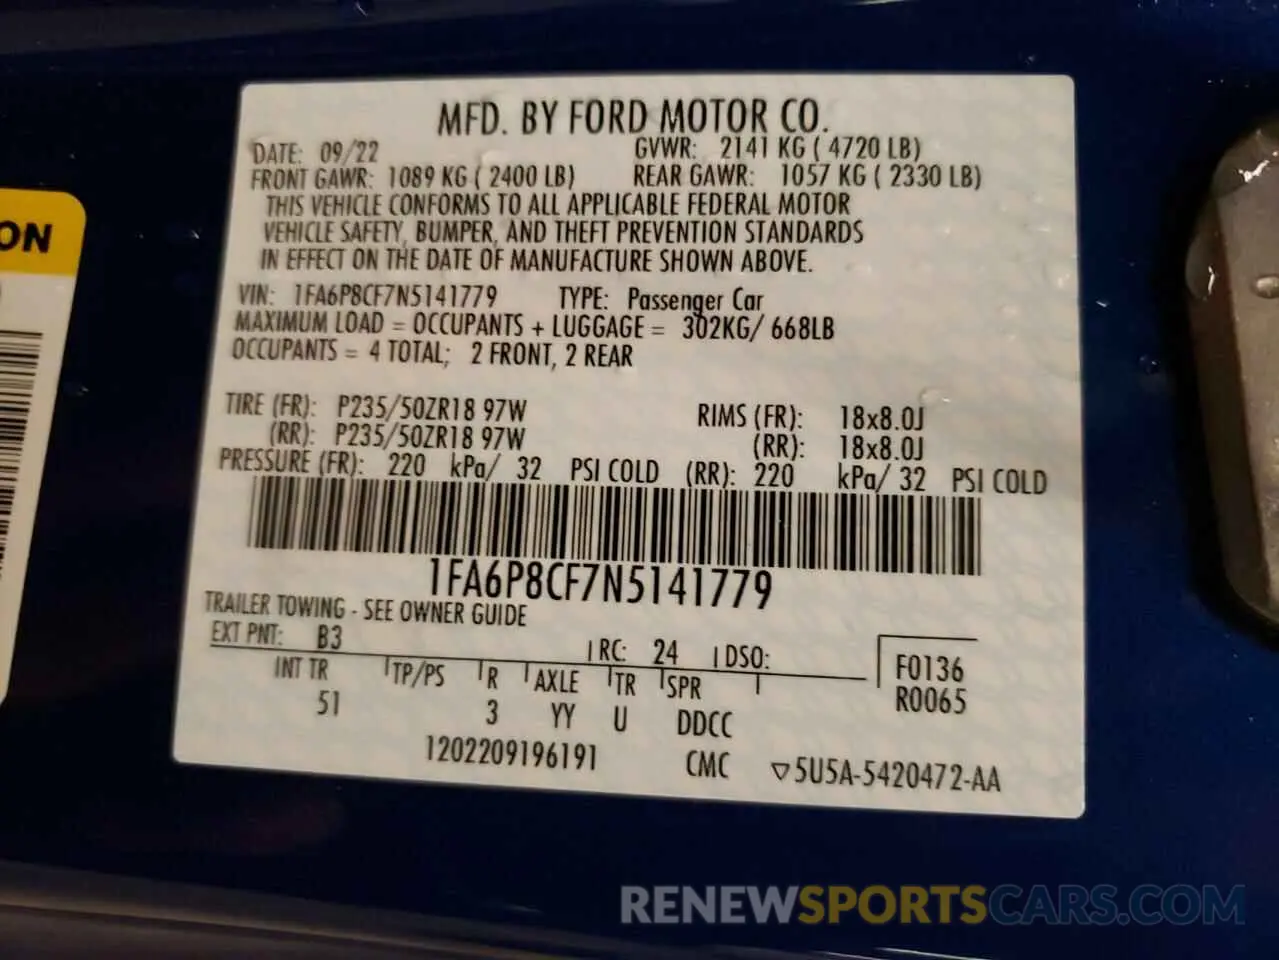 MFD. BY FORD MOTOR CO.
DATE: 09/22 GVWR: 2141 KG ( 4720 LB)
FRONT GAWR: 1089 KG ( 2400 LB) REAR GAWR: 1057 KG ( 2330 LB)
THIS VEHICLE CONFORMS TO ALL APPLICABLE FEDERAL MOTOR
VEHICLE SAFETY, BUMPER, AND THEFT PREVENTION STANDARDS
IN EFFECT ON THE DATE OF MANUFACTURE SHOWN ABOVE.
VIN: 1FA6P8CF7N5141779 TYPE: Passenger Car
MAXIMUM LOAD = OCCUPANTS + LUGGAGE = 302KG/ 668LB
OCCUPANTS = 4 TOTAL; 2 FRONT, 2 REAR
TIRE (FR): P235/50ZR18 97W RIMS (FR): 18x8.0J
(RR): P235/50ZR18 97W (RR): 18x8.0J
PRESSURE (FR): 220 kPa/ 32 PSI COLD (RR): 220 kPa/ 32 PSI COLD
1FA6P8CF7N5141779
TRAILER TOWING - SEE OWNER GUIDE
EXT PNT: B3 RC: 24 DSO:
F0136
R0065
INT TR TP/PS R AXLE TR SPR
51 3 YY U DDCC
1202209196191 CMC ▽5U5A-5420472-AA
ON
RENEWSPORTSCARS.COM